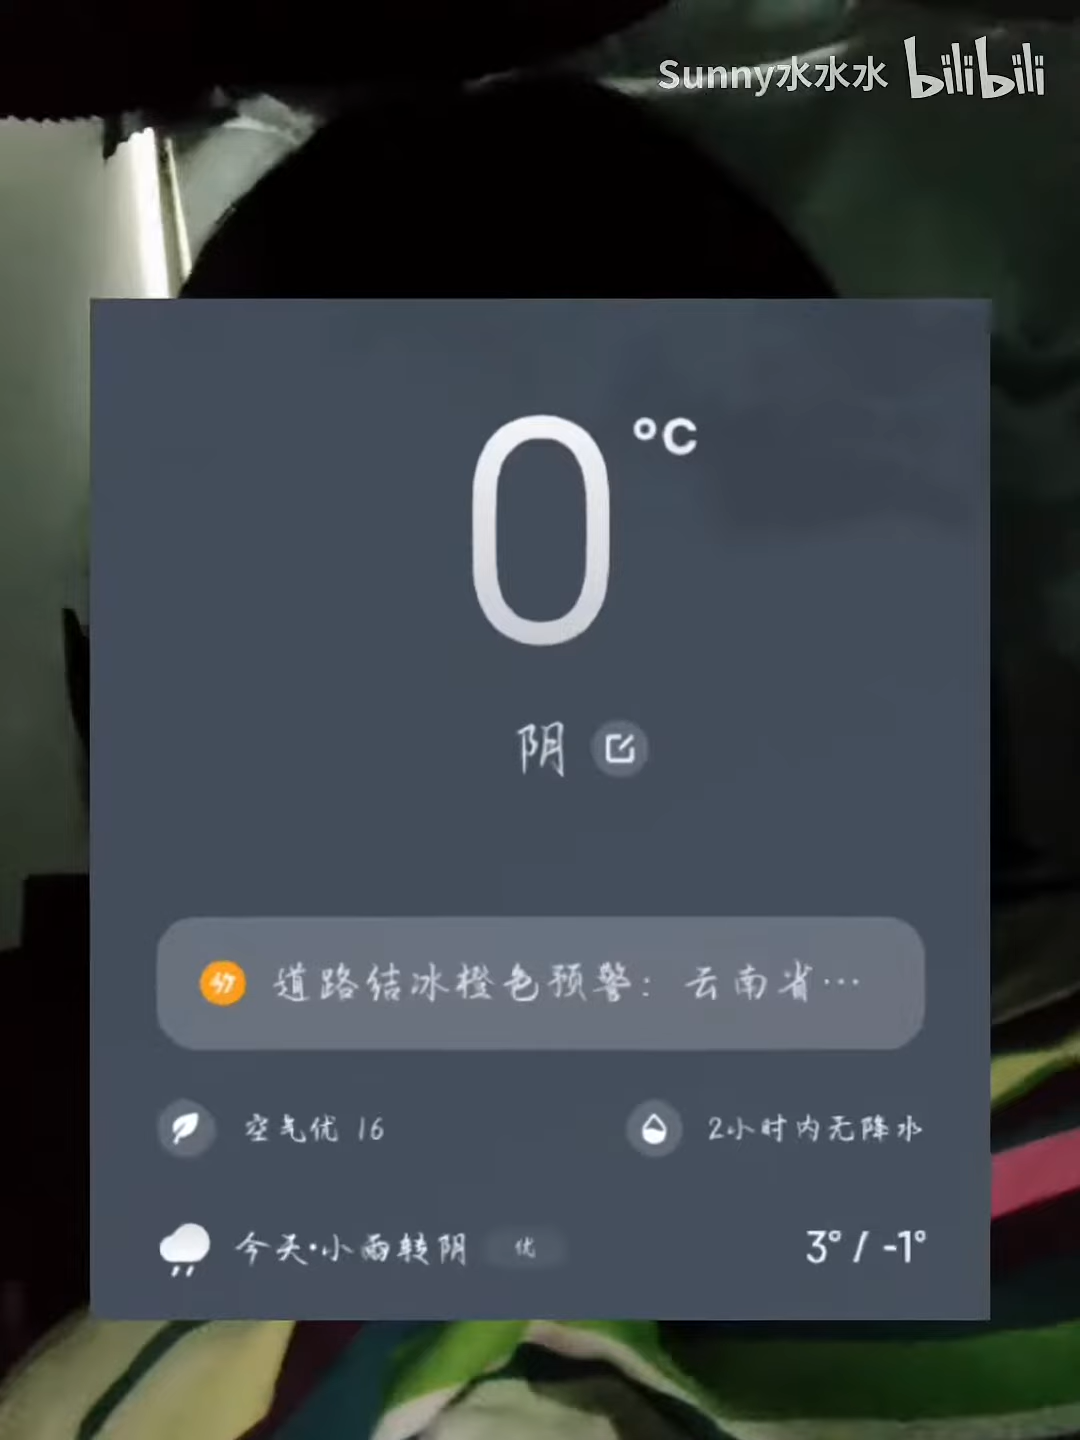 Sunny水水水 bilibili
0 °C
阴
道路结冰橙色预警：云南省…
空气优 16
2小时内无降水
今天·小雨转阴 优 3° / -1°